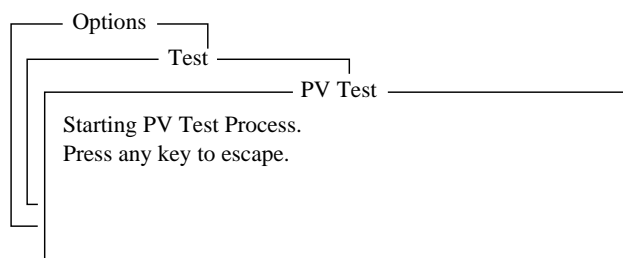 Options
Test
PV Test
Starting PV Test Process.
Press any key to escape.